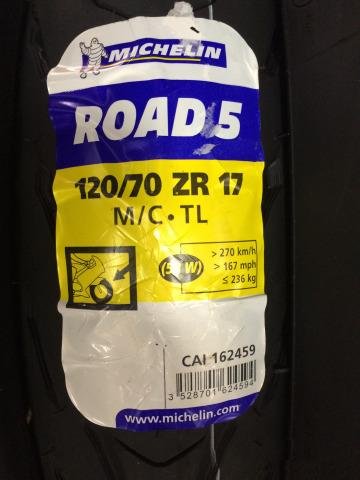 MICHELIN
ROAD 5
120/70 ZR 17
M/C • TL
> 270 km/h
> 167 mph
≤ 236 kg
CAI 162459
3 528701 624594
www.michelin.com